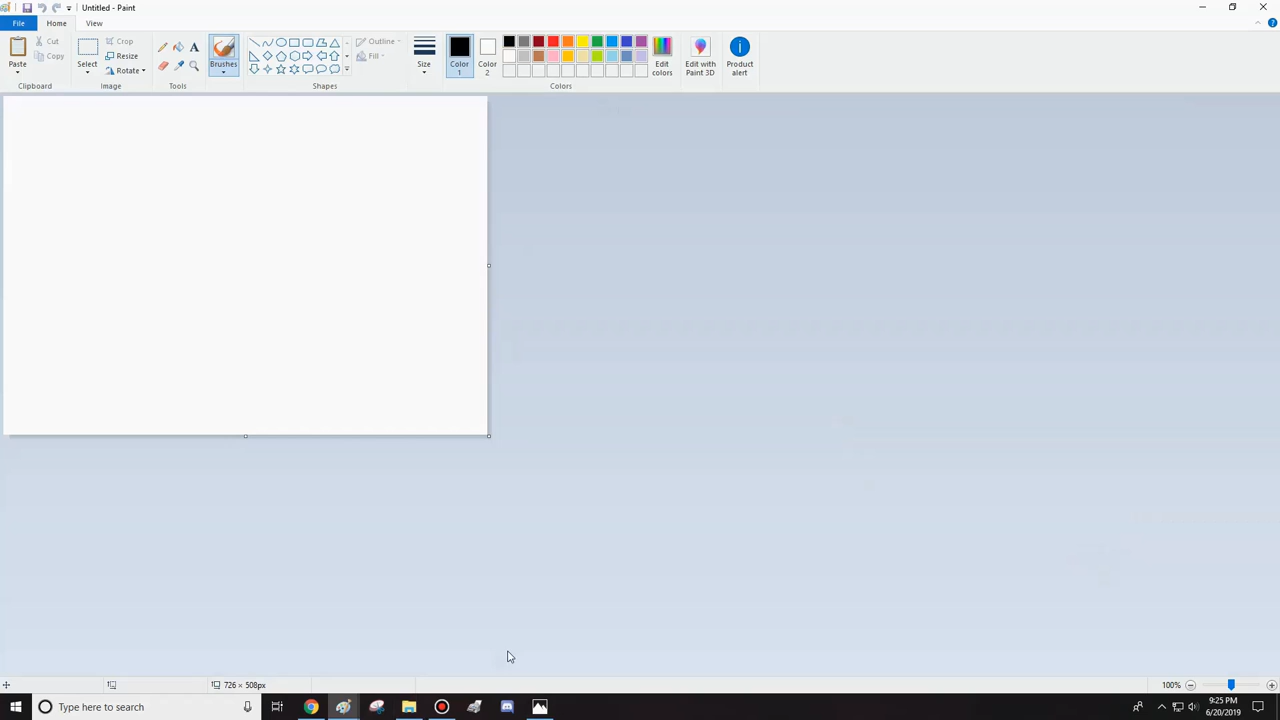 Untitled - Paint
File Home View
Paste
Cut
Copy
Clipboard
Select
Crop
Resize
Rotate
Image
Tools
A
Brushes
Shapes
Outline
Fill
Size
Color 1
Color 2
Colors
Edit colors
Edit with Paint 3D
Product alert
726 × 508px
100%
Type here to search
9:25 PM
6/20/2019